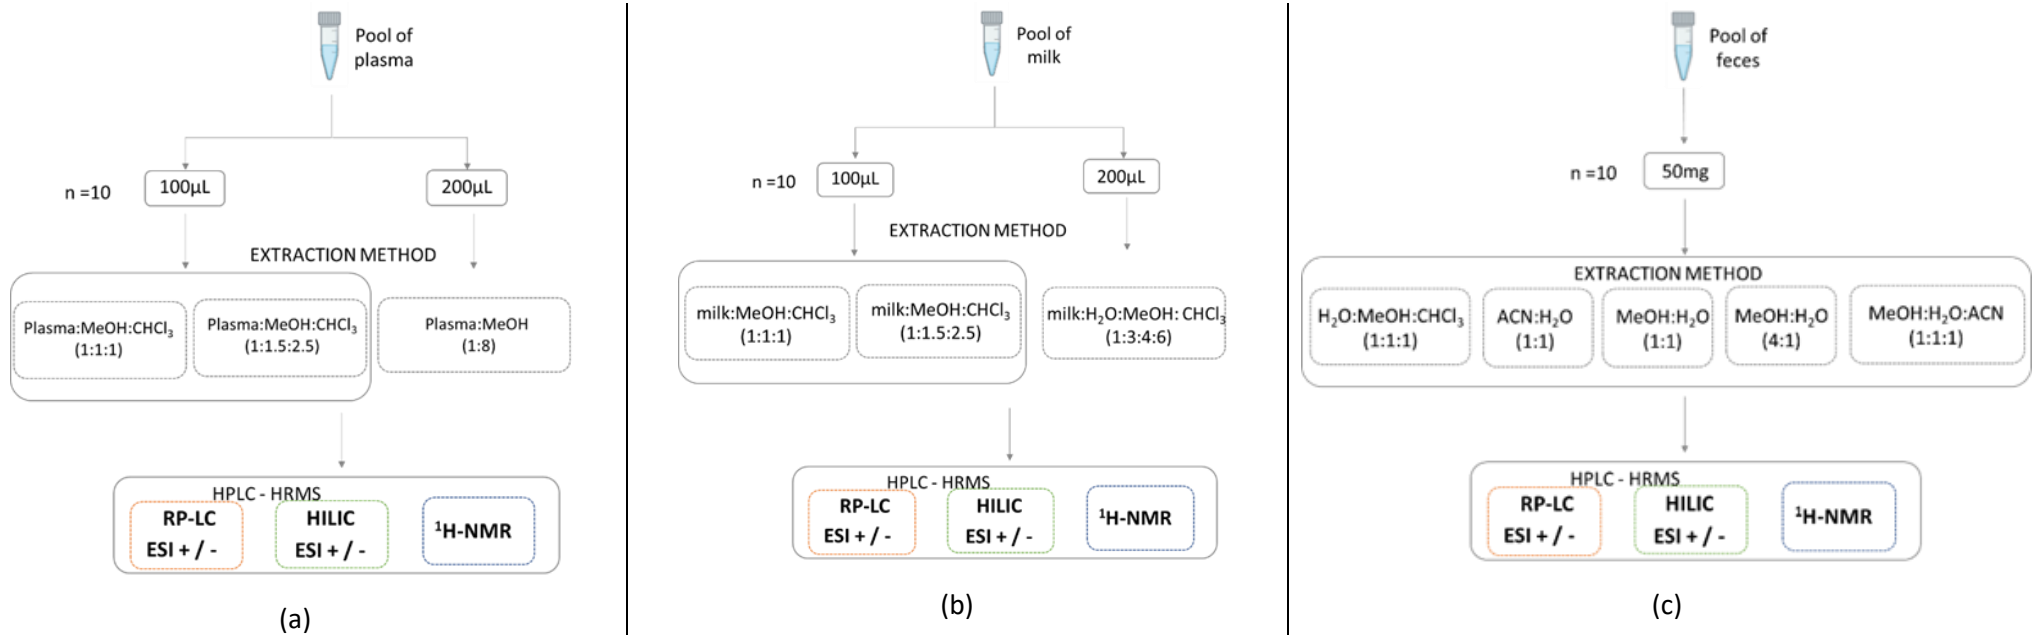 Pool of
plasma
n =10
100µL
200µL
EXTRACTION METHOD
Plasma:MeOH:CHCl₃
(1:1:1)
Plasma:MeOH:CHCl₃
(1:1.5:2.5)
Plasma:MeOH
(1:8)
HPLC - HRMS
RP-LC
ESI + / -
HILIC
ESI + / -
¹H-NMR
(a)
Pool of
milk
n =10
100µL
200µL
EXTRACTION METHOD
milk:MeOH:CHCl₃
(1:1:1)
milk:MeOH:CHCl₃
(1:1.5:2.5)
milk:H₂O:MeOH: CHCl₃
(1:3:4:6)
HPLC - HRMS
RP-LC
ESI + / -
HILIC
ESI + / -
¹H-NMR
(b)
Pool of
feces
n =10
50mg
EXTRACTION METHOD
H₂O:MeOH:CHCl₃
(1:1:1)
ACN:H₂O
(1:1)
MeOH:H₂O
(1:1)
MeOH:H₂O
(4:1)
MeOH:H₂O:ACN
(1:1:1)
HPLC - HRMS
RP-LC
ESI + / -
HILIC
ESI + / -
¹H-NMR
(c)